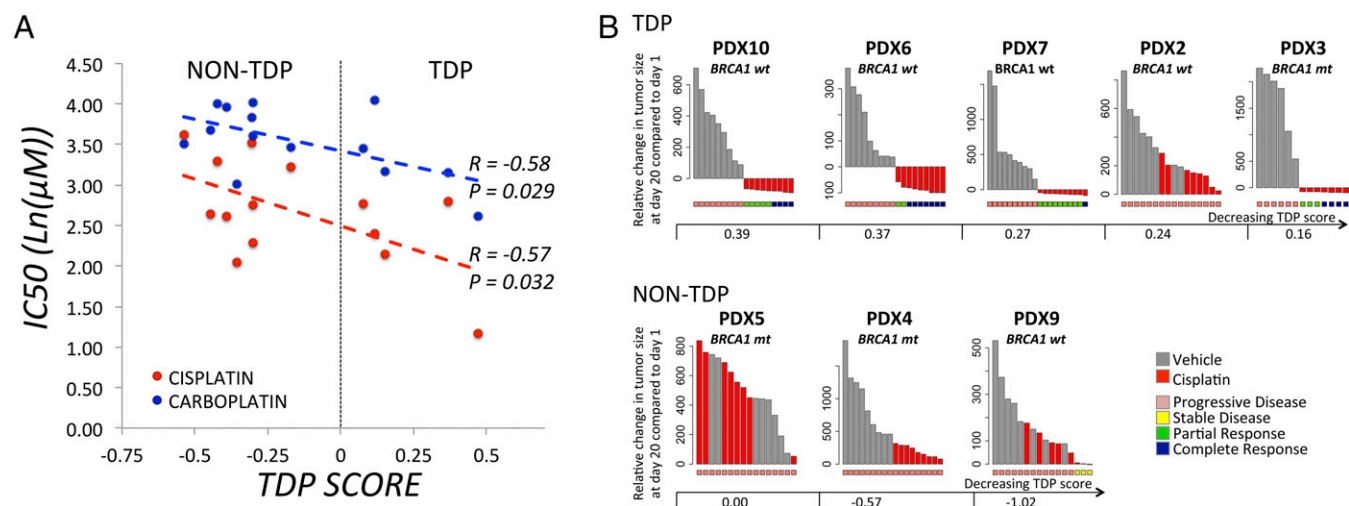 A
NON-TDP
TDP
4.50
4.00
3.50
3.00
2.50
2.00
1.50
1.00
0.50
0.00
IC50 (Ln(μM))
R = -0.58
P = 0.029
R = -0.57
P = 0.032
CISPLATIN
CARBOPLATIN
-0.75
-0.5
-0.25
0
0.25
0.5
TDP SCORE
B
TDP
Relative change in tumor size
at day 20 compared to day 1
PDX10
BRCA1 wt
600
400
200
0
100
PDX6
BRCA1 wt
300
100
0
100
PDX7
BRCA1 wt
1500
500
0
PDX2
BRCA1 wt
600
400
200
0
PDX3
BRCA1 mt
1500
500
0
Decreasing TDP score
0.39
0.37
0.27
0.24
0.16
NON-TDP
Relative change in tumor size
at day 20 compared to day 1
PDX5
BRCA1 mt
800
600
400
200
0
PDX4
BRCA1 mt
1000
500
0
PDX9
BRCA1 wt
500
300
100
0
Decreasing TDP score
0.00
-0.57
-1.02
Vehicle
Cisplatin
Progressive Disease
Stable Disease
Partial Response
Complete Response